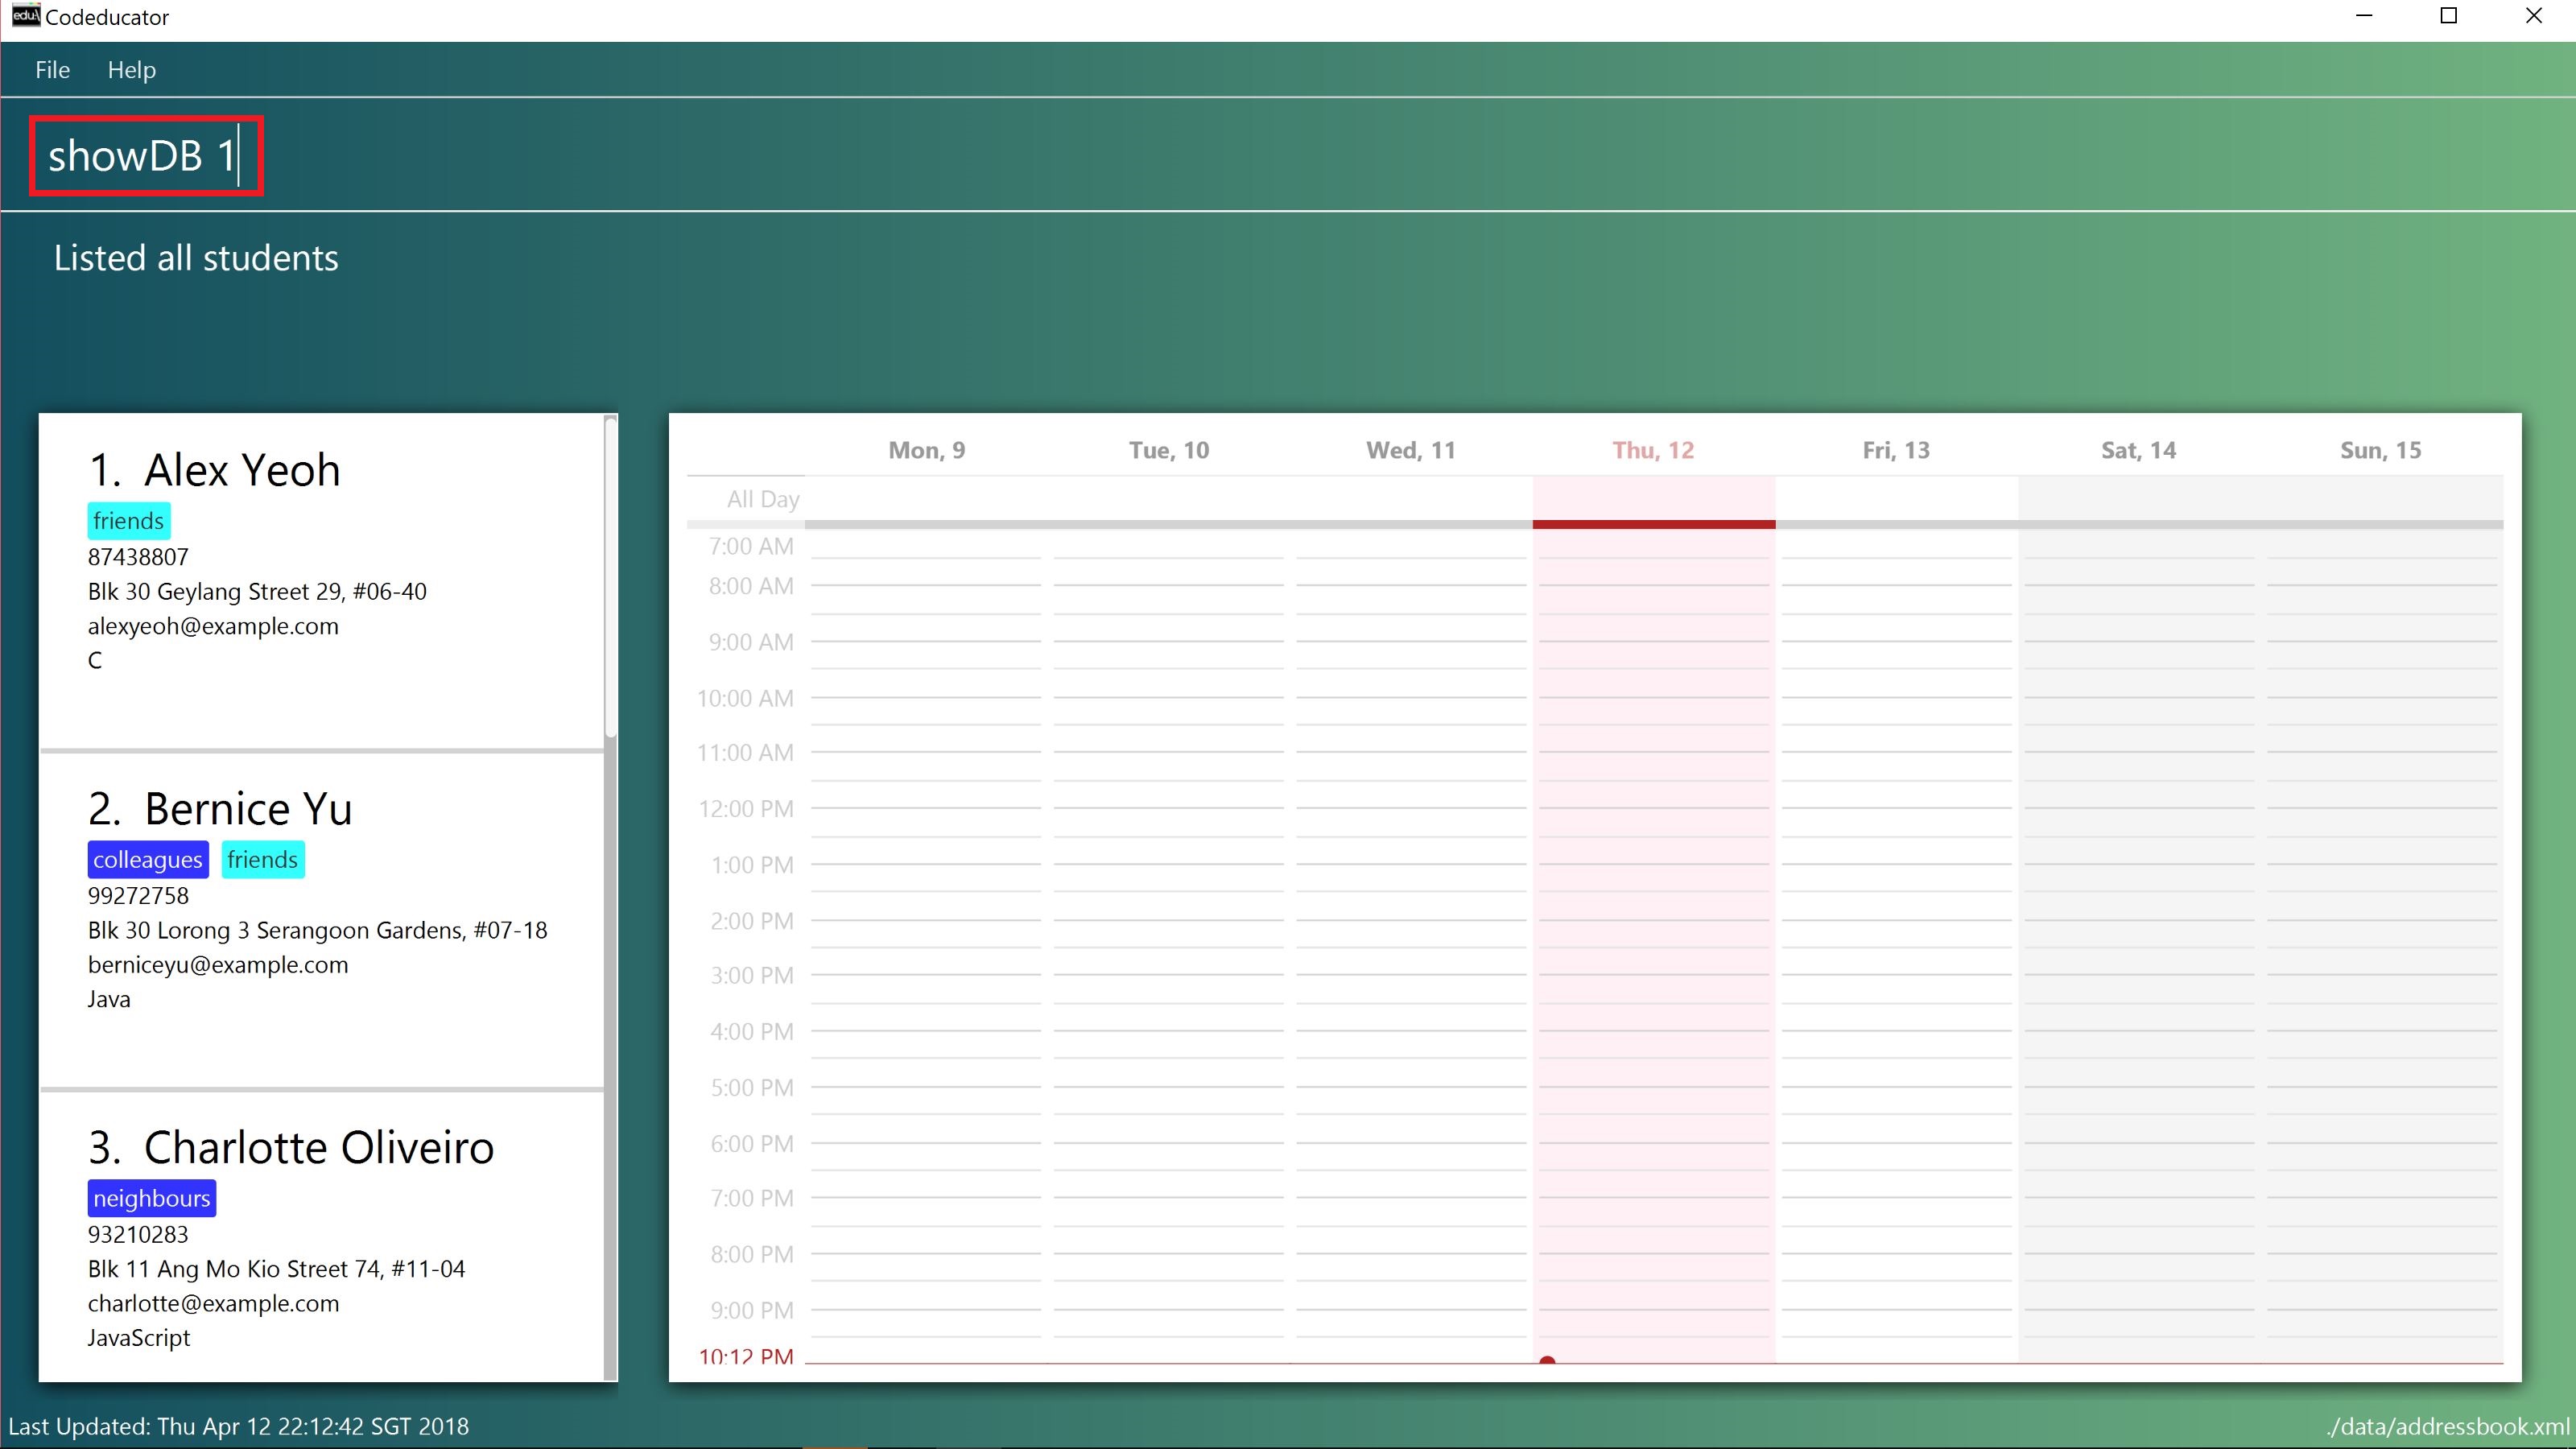 edu:\ Codeducator
File Help
showDB 1
Listed all students
1. Alex Yeoh
friends
87438807
Blk 30 Geylang Street 29, #06-40
alexyeoh@example.com
C
2. Bernice Yu
colleagues friends
99272758
Blk 30 Lorong 3 Serangoon Gardens, #07-18
berniceyu@example.com
Java
3. Charlotte Oliveiro
neighbours
93210283
Blk 11 Ang Mo Kio Street 74, #11-04
charlotte@example.com
JavaScript
Mon, 9 Tue, 10 Wed, 11 Thu, 12 Fri, 13 Sat, 14 Sun, 15
All Day
7:00 AM
8:00 AM
9:00 AM
10:00 AM
11:00 AM
12:00 PM
1:00 PM
2:00 PM
3:00 PM
4:00 PM
5:00 PM
6:00 PM
7:00 PM
8:00 PM
9:00 PM
10:12 PM
Last Updated: Thu Apr 12 22:12:42 SGT 2018
./data/addressbook.xml